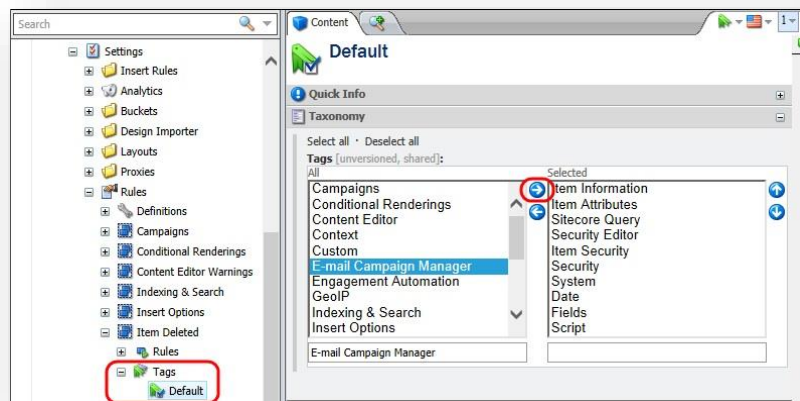 Search
Settings
Insert Rules
Analytics
Buckets
Design Importer
Layouts
Proxies
Rules
Definitions
Campaigns
Conditional Renderings
Content Editor Warnings
Indexing & Search
Insert Options
Item Deleted
Rules
Tags
Default
Content
1
Default
Quick Info
Taxonomy
Select all · Deselect all
Tags [unversioned, shared]:
All
Campaigns
Conditional Renderings
Content Editor
Context
Custom
E-mail Campaign Manager
Engagement Automation
GeoIP
Indexing & Search
Insert Options
E-mail Campaign Manager
Selected
Item Information
Item Attributes
Sitecore Query
Security Editor
Item Security
Security
System
Date
Fields
Script